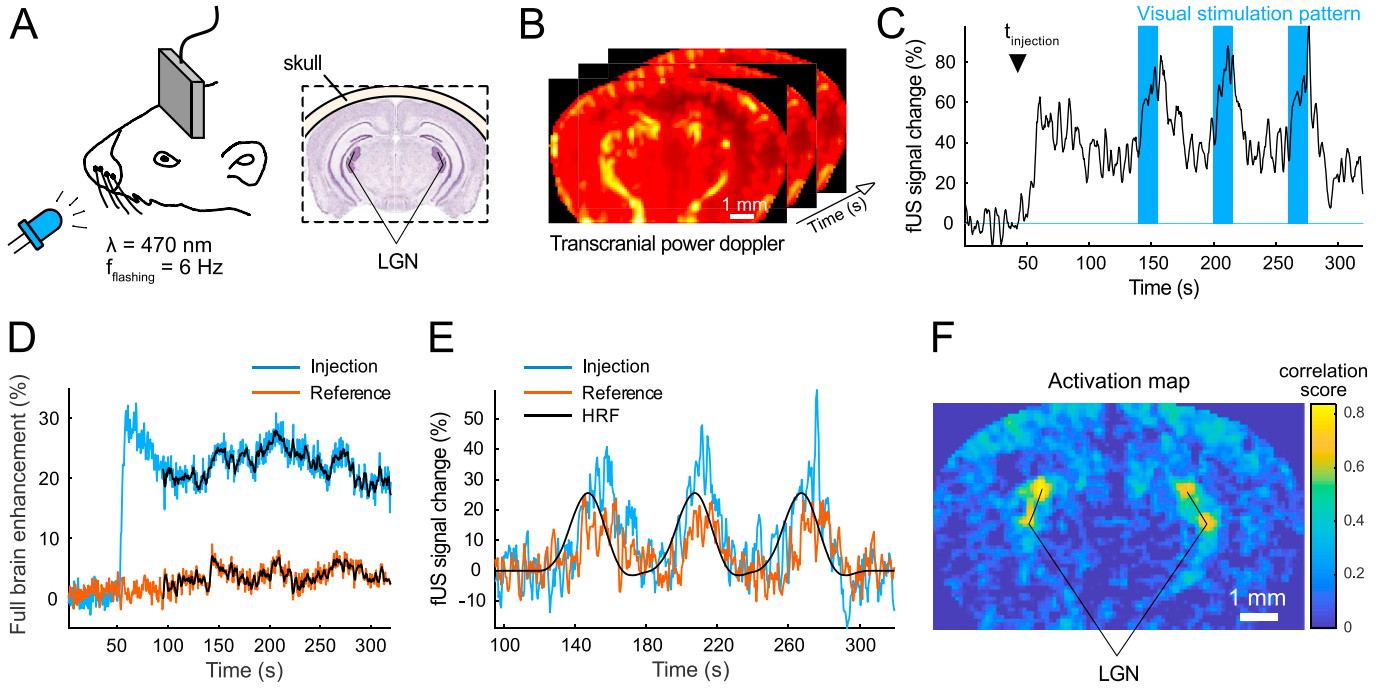 A
skull
λ = 470 nm
f_flashing = 6 Hz
LGN
B
1 mm
Time (s)
Transcranial power doppler
C
Visual stimulation pattern
t_injection
fUS signal change (%)
80
60
40
20
0
50
100
150
200
250
300
Time (s)
D
Injection
Reference
Full brain enhancement (%)
30
20
10
0
50
100
150
200
250
300
Time (s)
E
Injection
Reference
HRF
fUS signal change (%)
60
50
40
30
20
10
0
-10
100
140
180
220
260
300
Time (s)
F
Activation map
correlation
score
0.8
0.6
0.4
0.2
0
1 mm
LGN